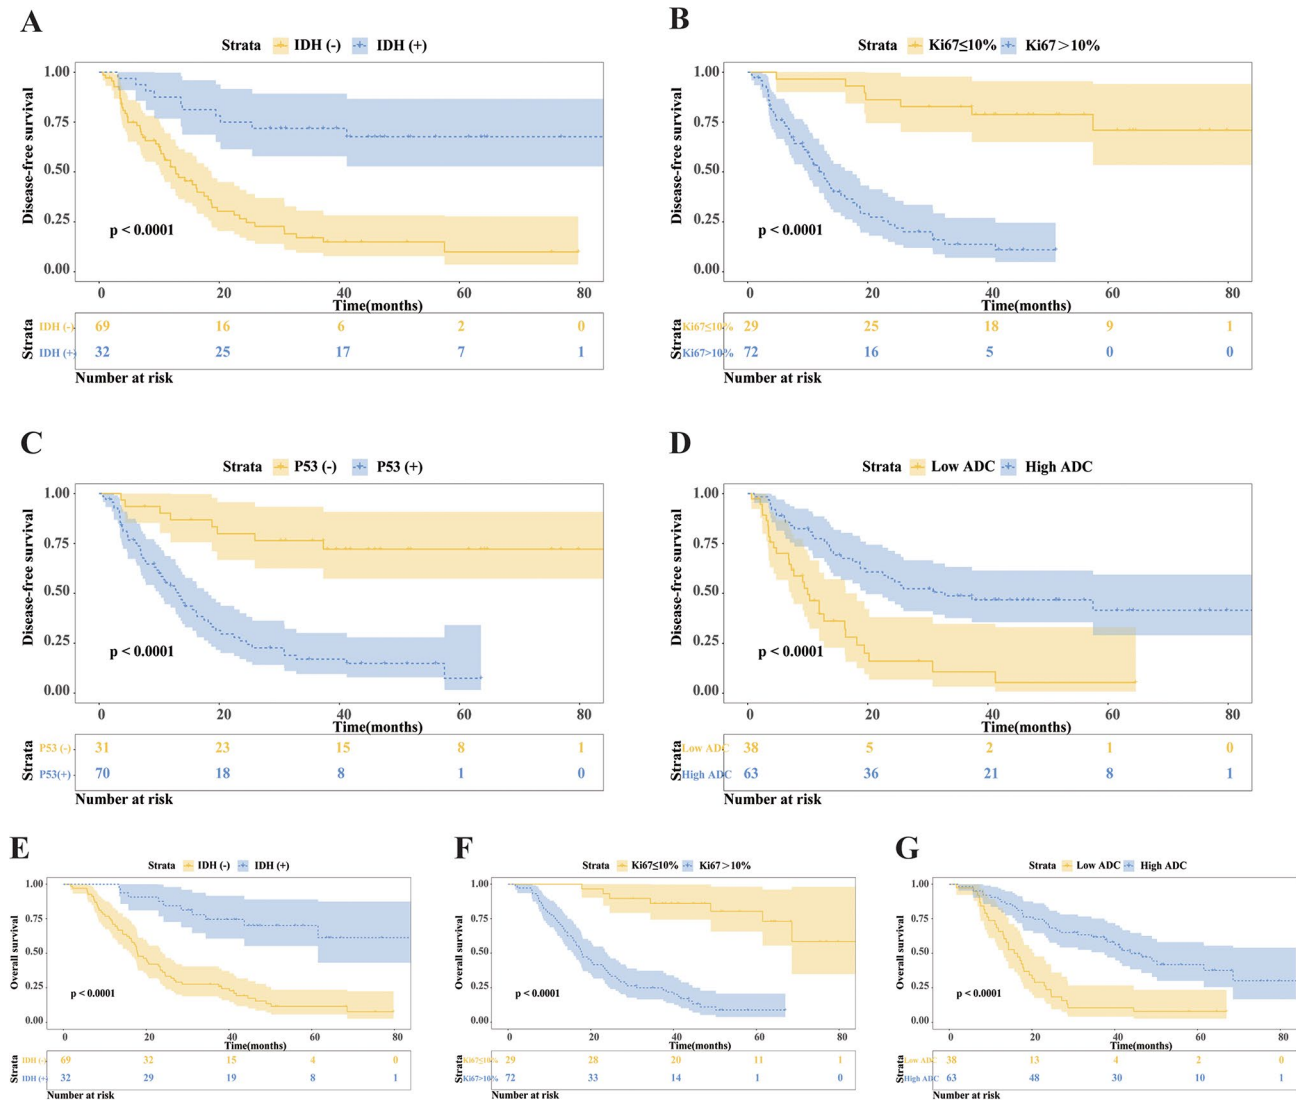 A
Strata IDH (-) IDH (+)
Disease-free survival
1.00
0.75
0.50
0.25
0.00
p < 0.0001
0 20 40 60 80
Time(months)
Strata
IDH (-) 69 16 6 2 0
IDH (+) 32 25 17 7 1
Number at risk
B
Strata Ki67≤10% Ki67>10%
Disease-free survival
1.00
0.75
0.50
0.25
0.00
p < 0.0001
0 20 40 60 80
Time(months)
Strata
Ki67≤10% 29 25 18 9 1
Ki67>10% 72 16 5 0 0
Number at risk
C
Strata P53 (-) P53 (+)
Disease-free survival
1.00
0.75
0.50
0.25
0.00
p < 0.0001
0 20 40 60 80
Time(months)
Strata
P53 (-) 31 23 15 8 1
P53(+) 70 18 8 1 0
Number at risk
D
Strata Low ADC High ADC
Disease-free survival
1.00
0.75
0.50
0.25
0.00
p < 0.0001
0 20 40 60 80
Time(months)
Strata
Low ADC 38 5 2 1 0
High ADC 63 36 21 8 1
Number at risk
E
Strata IDH (-) IDH (+)
Overall survival
1.00
0.75
0.50
0.25
0.00
p < 0.0001
0 20 40 60 80
Time(months)
Strata
IDH (-) 69 32 15 4 0
IDH (+) 32 29 19 8 1
Number at risk
F
Strata Ki67≤10% Ki67>10%
Overall survival
1.00
0.75
0.50
0.25
0.00
p < 0.0001
0 20 40 60 80
Time(months)
Strata
Ki67≤10% 29 28 20 11 1
Ki67>10% 72 33 14 1 0
Number at risk
G
Strata Low ADC High ADC
Overall survival
1.00
0.75
0.50
0.25
0.00
p < 0.0001
0 20 40 60 80
Time(months)
Strata
Low ADC 38 13 4 2 0
High ADC 63 48 30 10 1
Number at risk